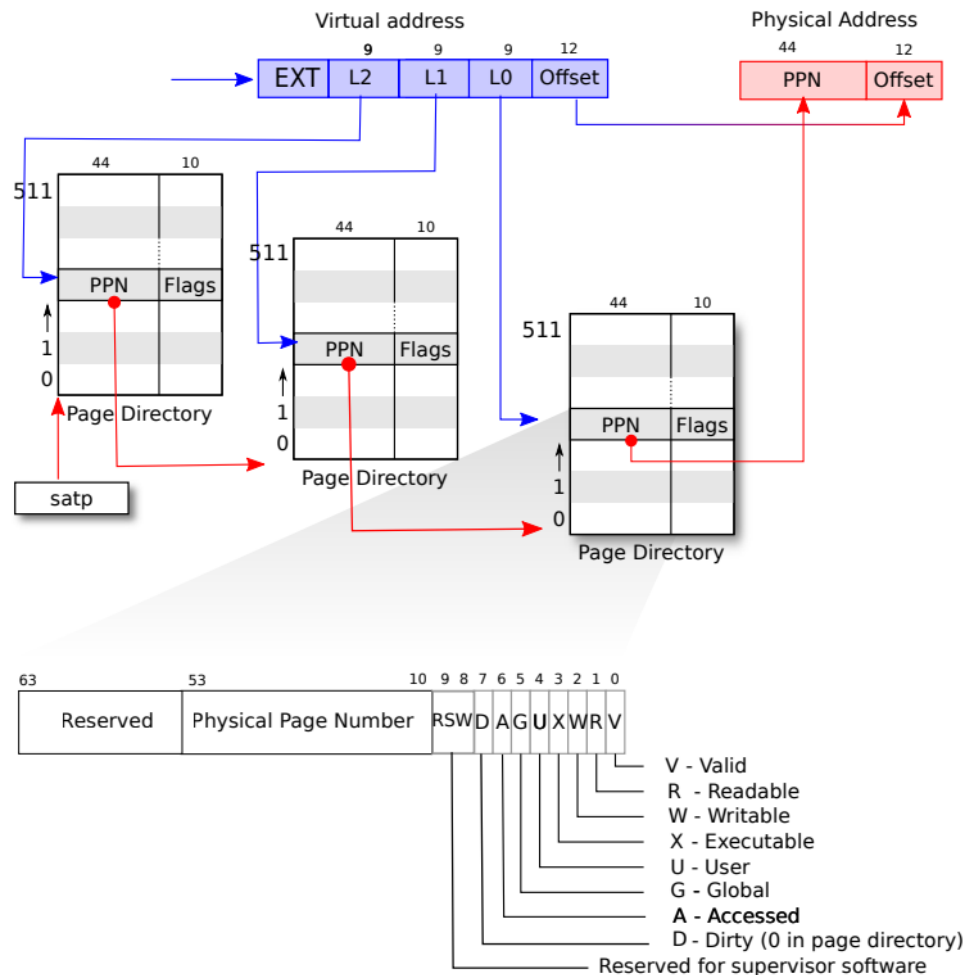 Virtual address
Physical Address
9 9 9 12
44 12
EXT L2 L1 L0 Offset
PPN Offset
44 10
511
PPN Flags
1
0
Page Directory
satp
44 10
511
PPN Flags
1
0
Page Directory
44 10
511
PPN Flags
1
0
Page Directory
63 53 10 9 8 7 6 5 4 3 2 1 0
Reserved Physical Page Number RSW D A G U X W R V
V - Valid
R - Readable
W - Writable
X - Executable
U - User
G - Global
A - Accessed
D - Dirty (0 in page directory)
Reserved for supervisor software